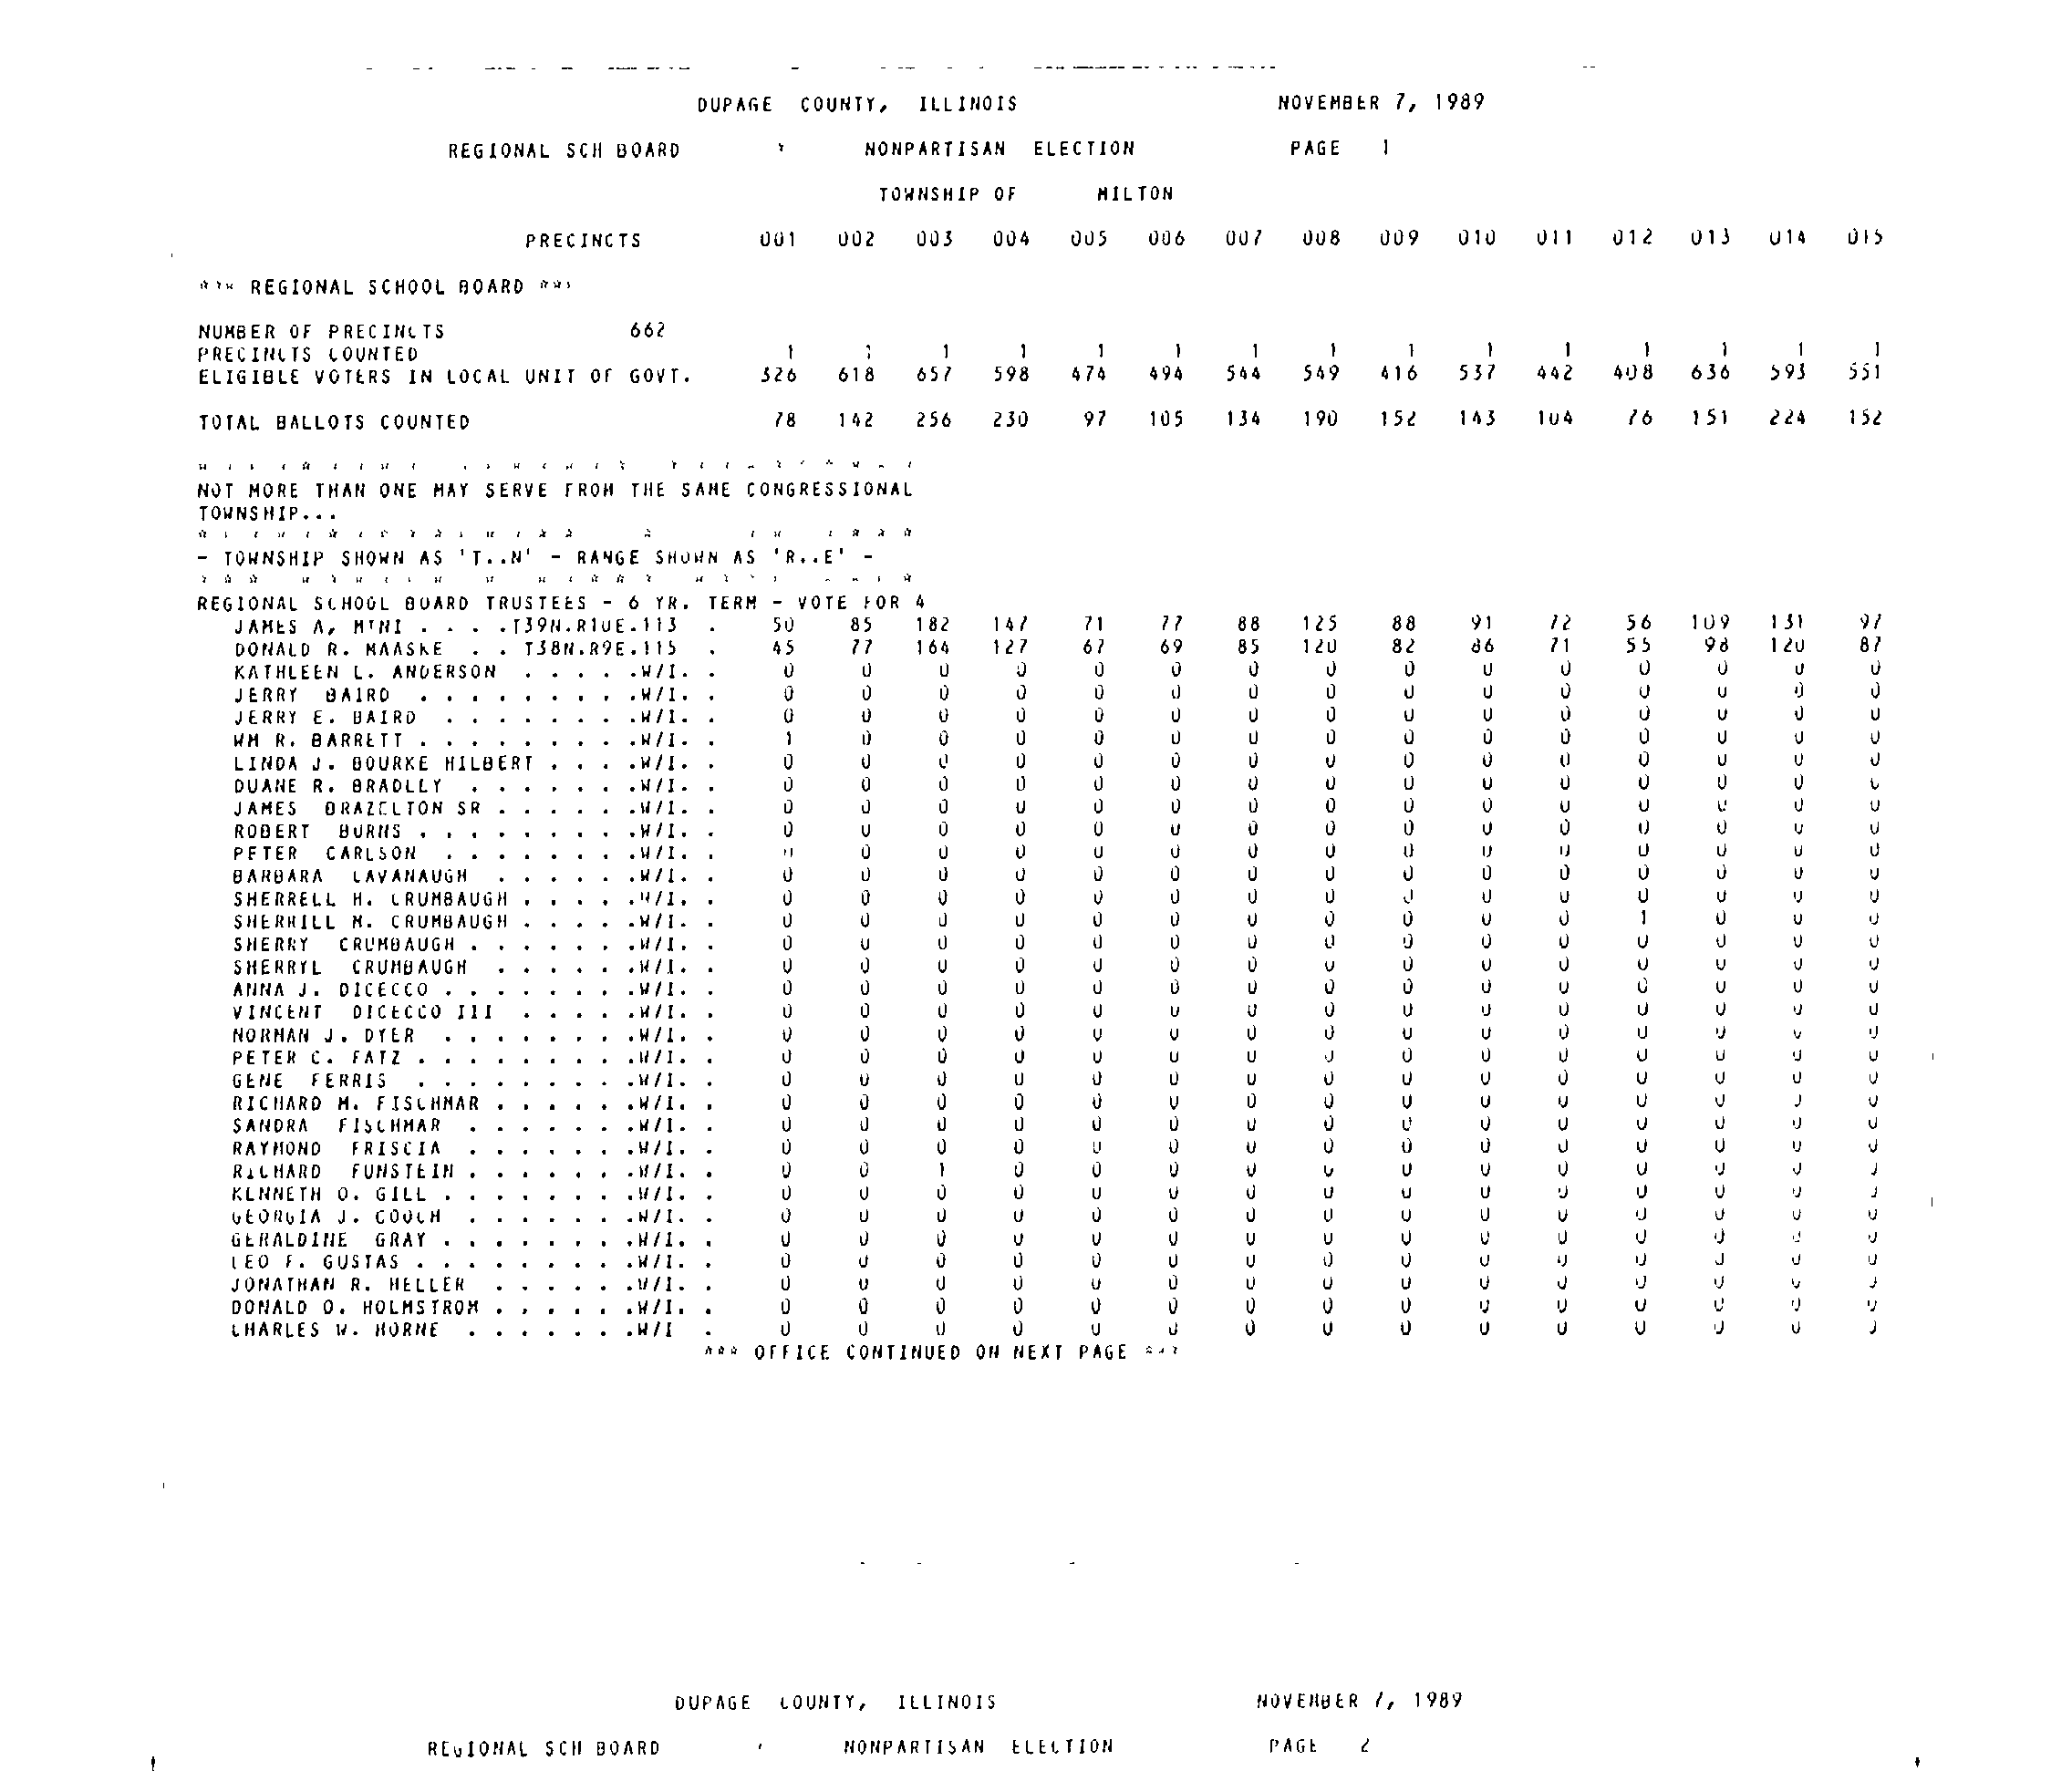 DUPAGE COUNTY, ILLINOIS NOVEMBER 7, 1989
REGIONAL SCH BOARD NONPARTISAN ELECTION PAGE 1
TOWNSHIP OF MILTON
PRECINCTS 001 002 003 004 005 006 007 008 009 010 011 012 013 014 015
*** REGIONAL SCHOOL BOARD ***
NUMBER OF PRECINCTS 662
PRECINCTS COUNTED 1 1 1 1 1 1 1 1 1 1 1 1 1 1 1
ELIGIBLE VOTERS IN LOCAL UNIT OF GOVT. 326 618 657 598 474 494 544 549 416 537 442 408 636 593 551
TOTAL BALLOTS COUNTED 78 142 256 230 97 105 134 190 152 143 104 76 151 224 152
NOT MORE THAN ONE MAY SERVE FROM THE SAME CONGRESSIONAL
TOWNSHIP...
- TOWNSHIP SHOWN AS 'T..N' - RANGE SHOWN AS 'R..E' -
REGIONAL SCHOOL BOARD TRUSTEES - 6 YR. TERM - VOTE FOR 4
JAMES A. MINI . . . .T39N.R10E.113 . 50 85 182 147 71 77 88 125 88 91 72 56 109 131 97
DONALD R. MAASKE . . T38N.R9E.115 . 45 77 164 127 67 69 85 120 82 86 71 55 98 120 87
KATHLEEN L. ANDERSON . . . . .W/I. . 0 0 0 0 0 0 0 0 0 0 0 0 0 0 0
JERRY BAIRD . . . . . . . . .W/I. . 0 0 0 0 0 0 0 0 0 0 0 0 0 0 0
JERRY E. BAIRD . . . . . . . .W/I. . 0 0 0 0 0 0 0 0 0 0 0 0 0 0 0
WM R. BARRETT . . . . . . . . .W/I. . 1 0 0 0 0 0 0 0 0 0 0 0 0 0 0
LINDA J. BOURKE HILBERT . . . .W/I. . 0 0 0 0 0 0 0 0 0 0 0 0 0 0 0
DUANE R. BRADLEY . . . . . . .W/I. . 0 0 0 0 0 0 0 0 0 0 0 0 0 0 0
JAMES BRAZELTON SR . . . . . .W/I. . 0 0 0 0 0 0 0 0 0 0 0 0 0 0 0
ROBERT BURNS . . . . . . . . .W/I. . 0 0 0 0 0 0 0 0 0 0 0 0 0 0 0
PETER CARLSON . . . . . . . .W/I. . 0 0 0 0 0 0 0 0 0 0 0 0 0 0 0
BARBARA CAVANAUGH . . . . . .W/I. . 0 0 0 0 0 0 0 0 0 0 0 0 0 0 0
SHERRELL H. CRUMBAUGH . . . . .W/I. . 0 0 0 0 0 0 0 0 0 0 0 0 0 0 0
SHERRILL M. CRUMBAUGH . . . . .W/I. . 0 0 0 0 0 0 0 0 0 0 0 1 0 0 0
SHERRY CRUMBAUGH . . . . . . .W/I. . 0 0 0 0 0 0 0 0 0 0 0 0 0 0 0
SHERRYL CRUMBAUGH . . . . . .W/I. . 0 0 0 0 0 0 0 0 0 0 0 0 0 0 0
ANNA J. DICECCO . . . . . . . .W/I. . 0 0 0 0 0 0 0 0 0 0 0 0 0 0 0
VINCENT DICECCO III . . . . .W/I. . 0 0 0 0 0 0 0 0 0 0 0 0 0 0 0
NORMAN J. DYER . . . . . . . .W/I. . 0 0 0 0 0 0 0 0 0 0 0 0 0 0 0
PETER C. FATZ . . . . . . . . .W/I. . 0 0 0 0 0 0 0 0 0 0 0 0 0 0 0
GENE FERRIS . . . . . . . . .W/I. . 0 0 0 0 0 0 0 0 0 0 0 0 0 0 0
RICHARD M. FISCHMAR . . . . . .W/I. . 0 0 0 0 0 0 0 0 0 0 0 0 0 0 0
SANDRA FISCHMAR . . . . . . .W/I. . 0 0 0 0 0 0 0 0 0 0 0 0 0 0 0
RAYMOND FRISCIA . . . . . . .W/I. . 0 0 0 0 0 0 0 0 0 0 0 0 0 0 0
RICHARD FUNSTEIN . . . . . . .W/I. . 0 0 1 0 0 0 0 0 0 0 0 0 0 0 0
KENNETH O. GILL . . . . . . . .W/I. . 0 0 0 0 0 0 0 0 0 0 0 0 0 0 0
GEORGIA J. GOOCH . . . . . . .W/I. . 0 0 0 0 0 0 0 0 0 0 0 0 0 0 0
GERALDINE GRAY . . . . . . . .W/I. . 0 0 0 0 0 0 0 0 0 0 0 0 0 0 0
LEO F. GUSTAS . . . . . . . . .W/I. . 0 0 0 0 0 0 0 0 0 0 0 0 0 0 0
JONATHAN R. HELLER . . . . . .W/I. . 0 0 0 0 0 0 0 0 0 0 0 0 0 0 0
DONALD O. HOLMSTROM . . . . . .W/I. . 0 0 0 0 0 0 0 0 0 0 0 0 0 0 0
CHARLES W. HORNE . . . . . . .W/I . 0 0 0 0 0 0 0 0 0 0 0 0 0 0 0
*** OFFICE CONTINUED ON NEXT PAGE ***
DUPAGE COUNTY, ILLINOIS NOVEMBER 7, 1989
REGIONAL SCH BOARD NONPARTISAN ELECTION PAGE 2